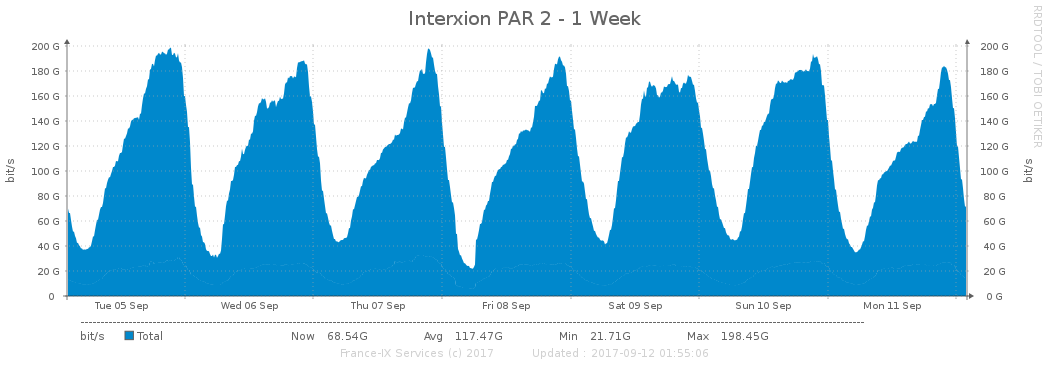 Interxion PAR 2 - 1 Week
RRDTOOL / TOBI OETIKER
200 G 200 G
180 G 180 G
160 G 160 G
140 G 140 G
120 G 120 G
100 G 100 G
80 G 80 G
60 G 60 G
40 G 40 G
20 G 20 G
0 0 G
bit/s
bit/s
Tue 05 Sep Wed 06 Sep Thu 07 Sep Fri 08 Sep Sat 09 Sep Sun 10 Sep Mon 11 Sep
bit/s Total Now 68.54G Avg 117.47G Min 21.71G Max 198.45G
France-IX Services (c) 2017 Updated : 2017-09-12 01:55:06